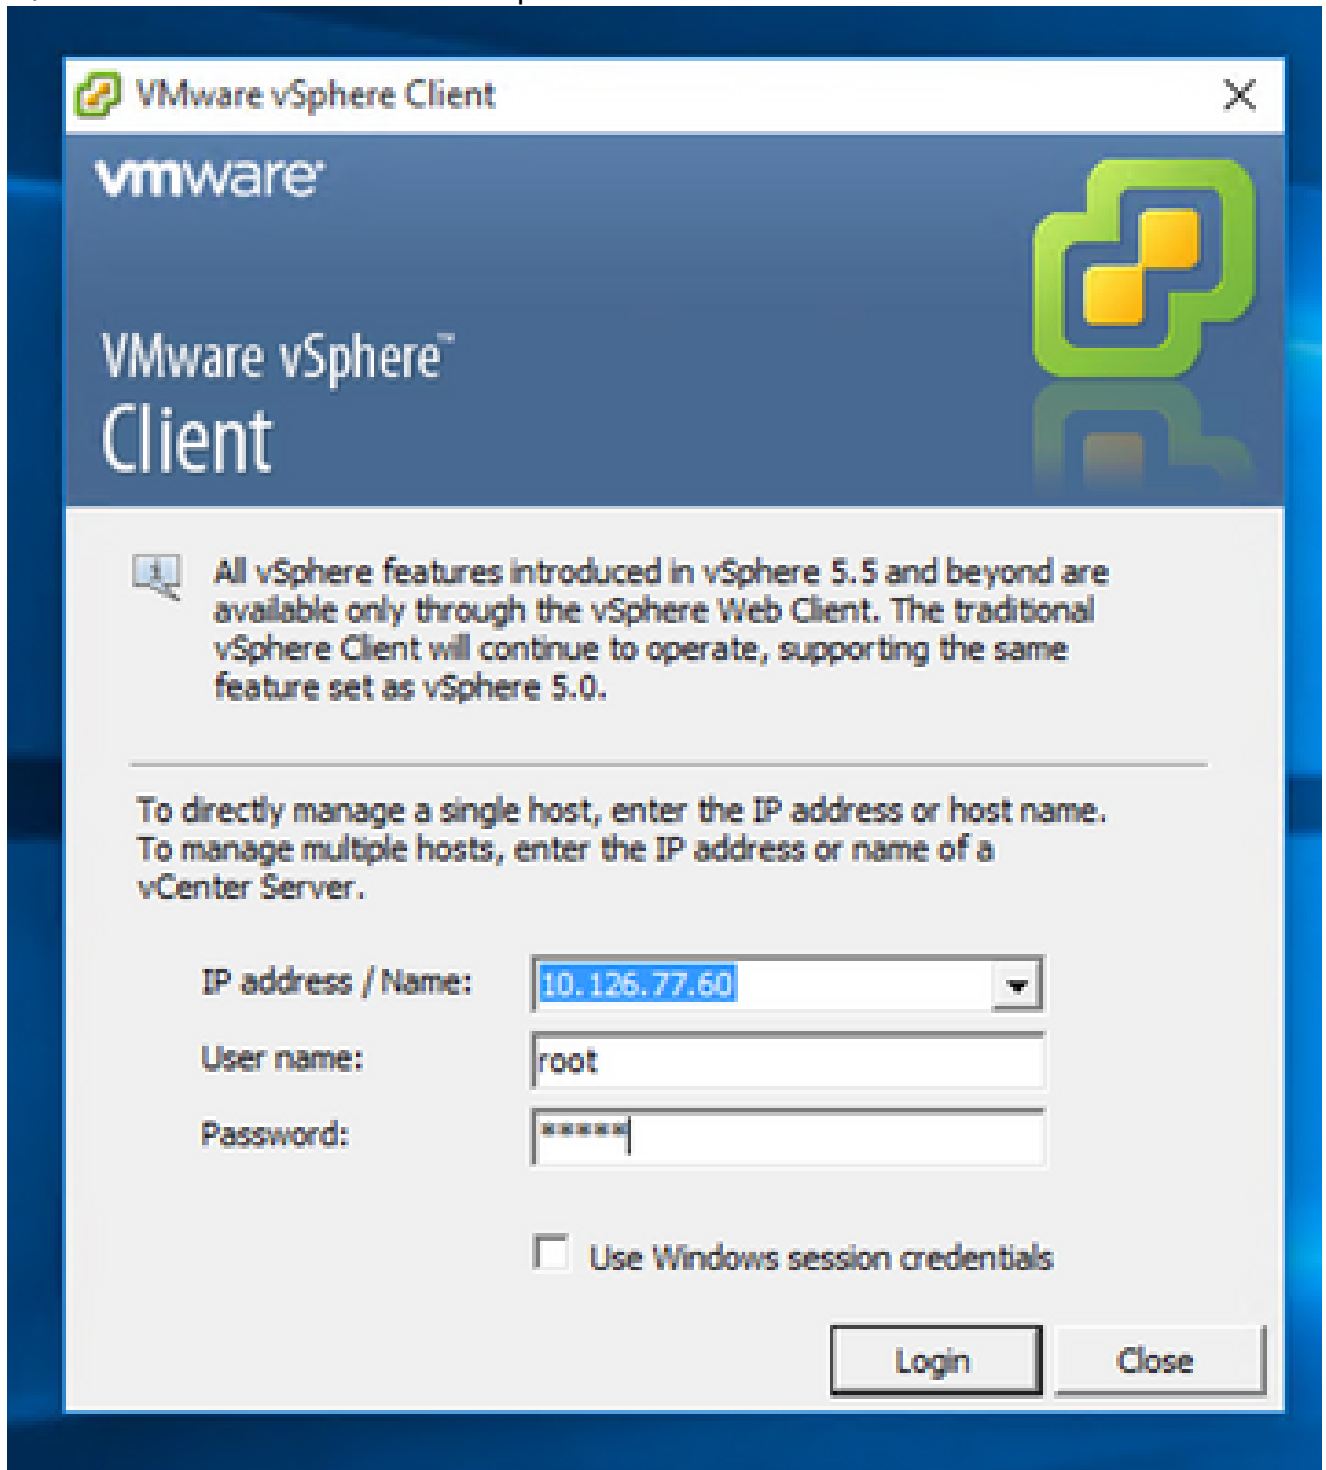 VMware vSphere Client
vmware
VMware vSphere™
Client
All vSphere features introduced in vSphere 5.5 and beyond are
available only through the vSphere Web Client. The traditional
vSphere Client will continue to operate, supporting the same
feature set as vSphere 5.0.
To directly manage a single host, enter the IP address or host name.
To manage multiple hosts, enter the IP address or name of a
vCenter Server.
IP address / Name: 10.126.77.60
User name: root
Password: *****
Use Windows session credentials
Login Close